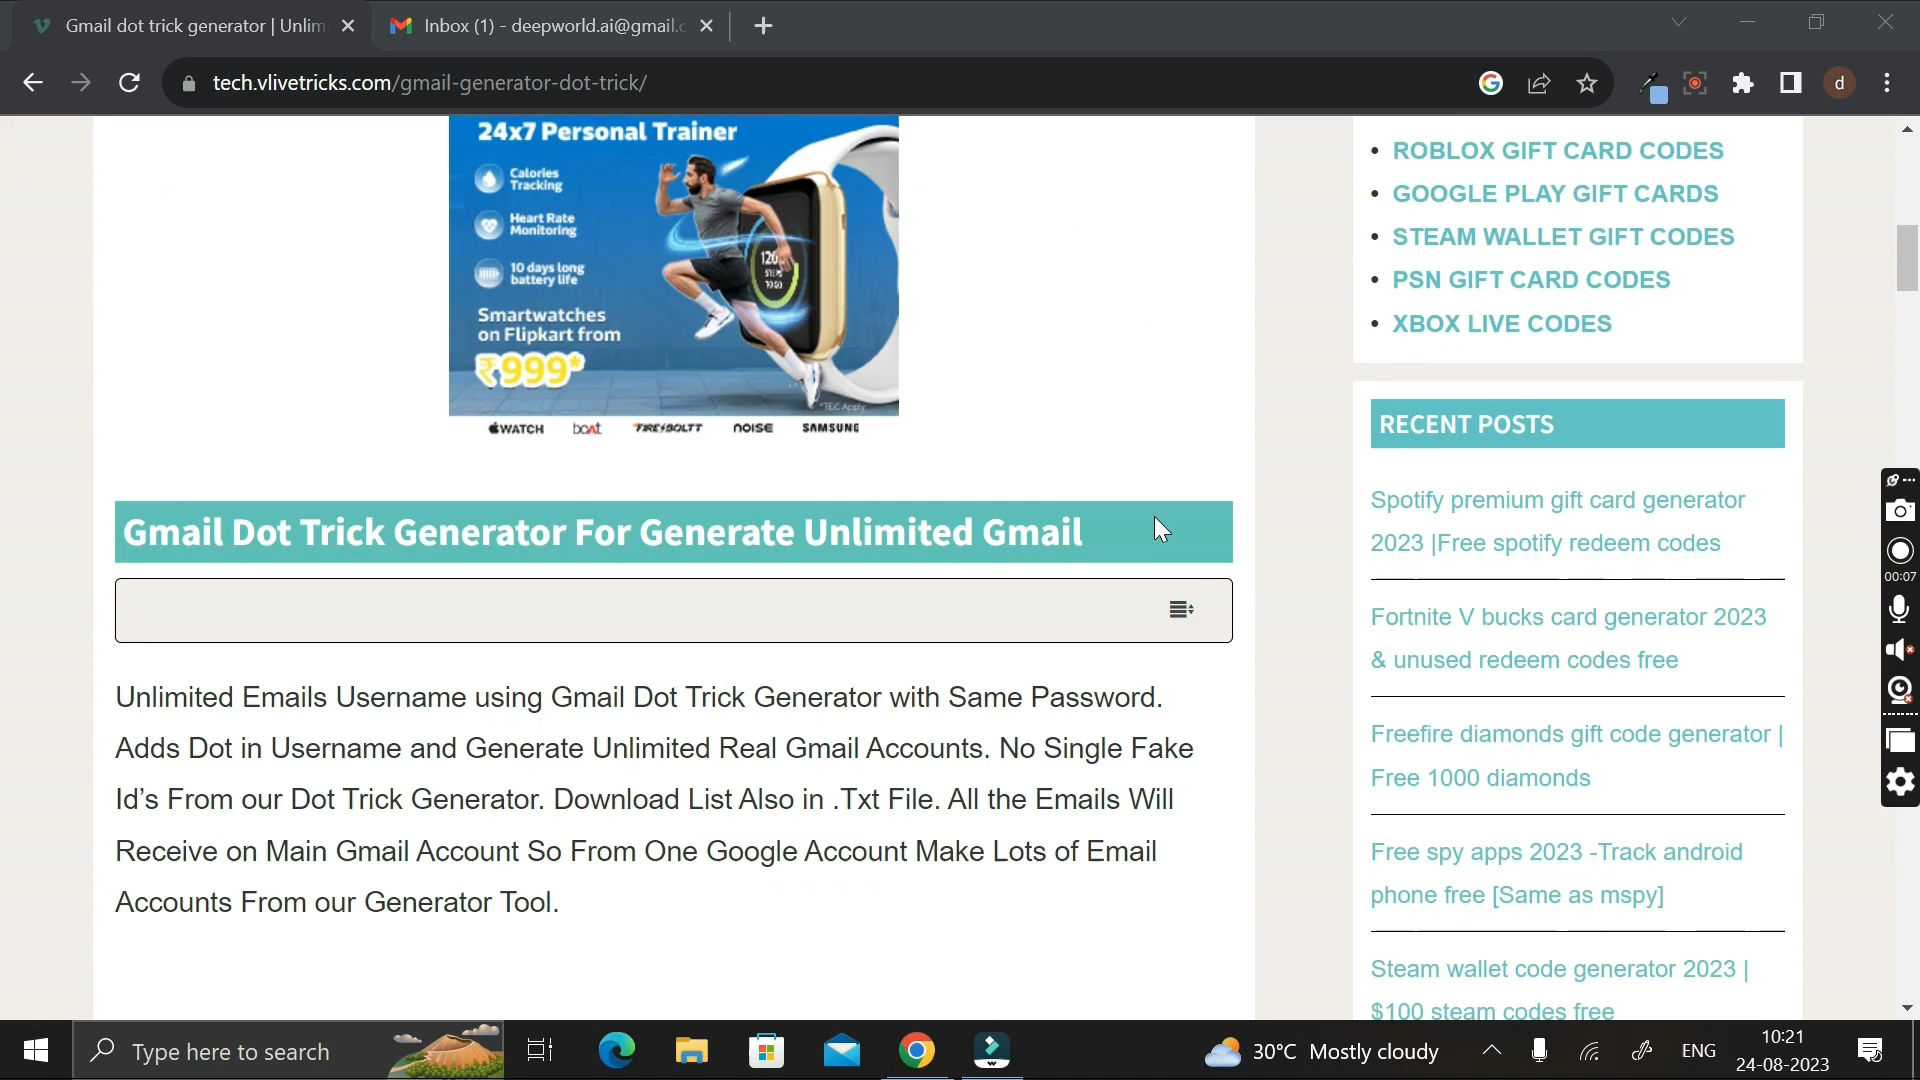 Gmail dot trick generator | Unlim
Inbox (1) - deepworld.ai@gmail.c
tech.vlivetricks.com/gmail-generator-dot-trick/
d
24x7 Personal Trainer
Calories
Tracking
Heart Rate
Monitoring
10 days long
battery life
Smartwatches
on Flipkart from
₹999*
120
*T&C Apply
WATCH boAt FIRE-BOLTT NOISE SAMSUNG
Gmail Dot Trick Generator For Generate Unlimited Gmail
Unlimited Emails Username using Gmail Dot Trick Generator with Same Password.
Adds Dot in Username and Generate Unlimited Real Gmail Accounts. No Single Fake
Id’s From our Dot Trick Generator. Download List Also in .Txt File. All the Emails Will
Receive on Main Gmail Account So From One Google Account Make Lots of Email
Accounts From our Generator Tool.
• ROBLOX GIFT CARD CODES
• GOOGLE PLAY GIFT CARDS
• STEAM WALLET GIFT CODES
• PSN GIFT CARD CODES
• XBOX LIVE CODES
RECENT POSTS
Spotify premium gift card generator
2023 |Free spotify redeem codes
Fortnite V bucks card generator 2023
& unused redeem codes free
Freefire diamonds gift code generator |
Free 1000 diamonds
Free spy apps 2023 -Track android
phone free [Same as mspy]
Steam wallet code generator 2023 |
$100 steam codes free
00:07
Type here to search
30°C Mostly cloudy
ENG
10:21
24-08-2023